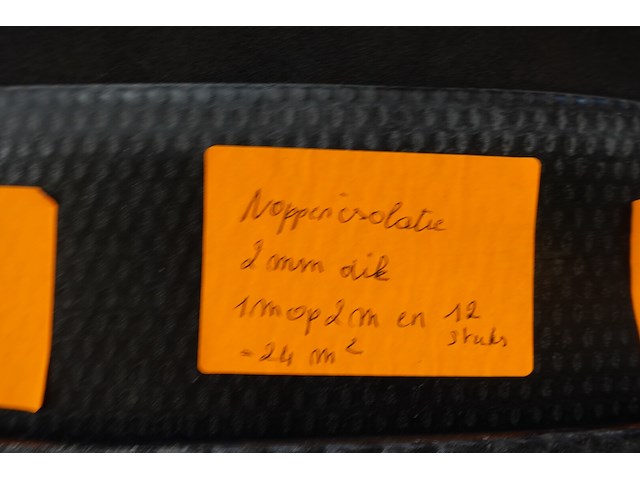 Noppenisolatie
2mm dik
1m op 2m en 12 stuks
= 24 m²